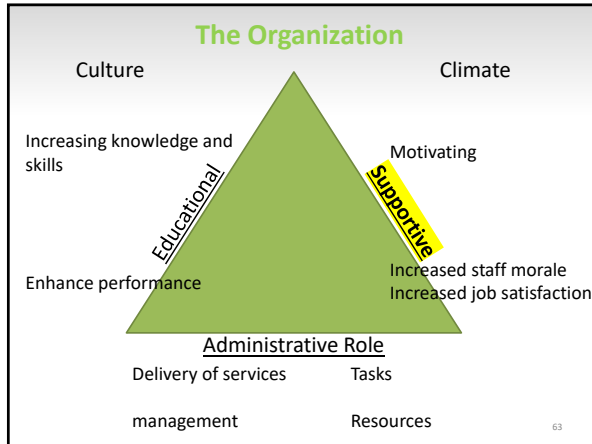 The Organization
Culture
Climate
Increasing knowledge and
skills
Motivating
Educational
Supportive
Enhance performance
Increased staff morale
Increased job satisfaction
Administrative Role
Delivery of services
Tasks
management
Resources
63